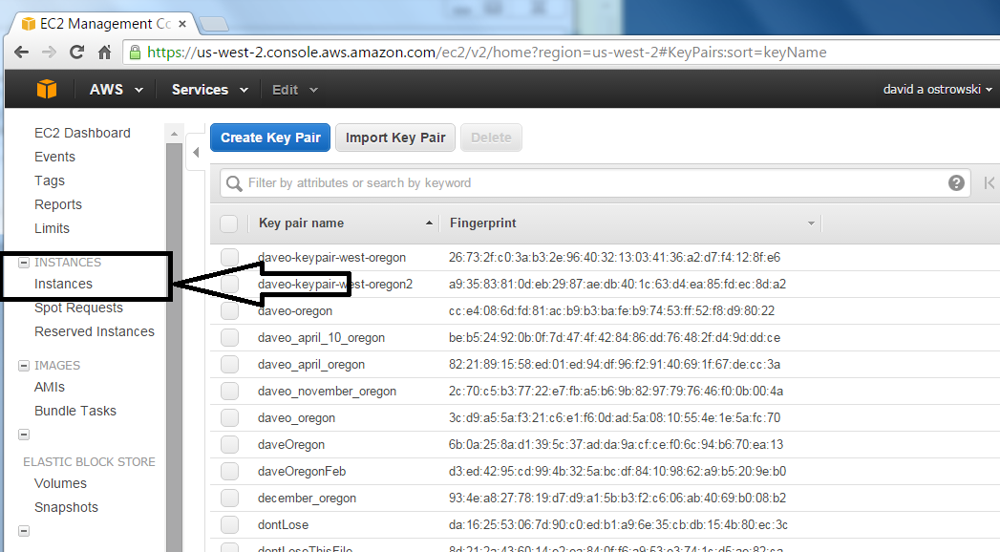 EC2 Management Co
https://us-west-2.console.aws.amazon.com/ec2/v2/home?region=us-west-2#KeyPairs:sort=keyName
AWS Services Edit david a ostrowski
EC2 Dashboard
Events
Tags
Reports
Limits
INSTANCES
Instances
Spot Requests
Reserved Instances
IMAGES
AMIs
Bundle Tasks
ELASTIC BLOCK STORE
Volumes
Snapshots
Create Key Pair Import Key Pair Delete
Filter by attributes or search by keyword
Key pair name Fingerprint
daveo-keypair-west-oregon 26:73:2f:c0:3a:b3:2e:96:40:32:13:03:41:36:a2:d7:f4:12:8f:e6
daveo-keypair-west-oregon2 a9:35:83:81:0d:eb:29:87:ae:db:40:1c:63:d4:ea:85:fd:ec:8d:a2
daveo-oregon cc:e4:08:6d:fd:81:ac:b9:b3:ba:fe:b9:74:53:ff:52:f8:d9:80:22
daveo_april_10_oregon be:b5:24:92:0b:0f:7d:47:4f:42:84:86:dd:76:48:2f:d4:9d:dd:ce
daveo_april_oregon 82:21:89:15:58:ed:01:ed:94:df:96:f2:91:40:69:1f:67:de:cc:3a
daveo_november_oregon 2c:70:c5:b3:77:22:e7:fb:a5:b6:9b:82:97:79:76:46:f0:0b:00:4a
daveo_oregon 3c:d9:a5:5a:f3:21:c6:e1:f6:0d:ad:5a:08:10:55:4e:1e:5a:fc:70
daveOregon 6b:0a:25:8a:d1:39:5c:37:ad:da:9a:cf:ce:f0:6c:94:b6:70:ea:13
daveOregonFeb d3:ed:42:95:cd:99:4b:32:5a:bc:df:84:10:98:62:a9:b5:20:9e:b0
december_oregon 93:4e:a8:27:78:19:d7:d9:a1:5b:b3:f2:c6:06:ab:40:69:b0:08:b2
dontLose da:16:25:53:06:7d:90:c0:ed:b1:a9:6e:35:cb:db:15:4b:80:ec:3c
dontLoseThisFile